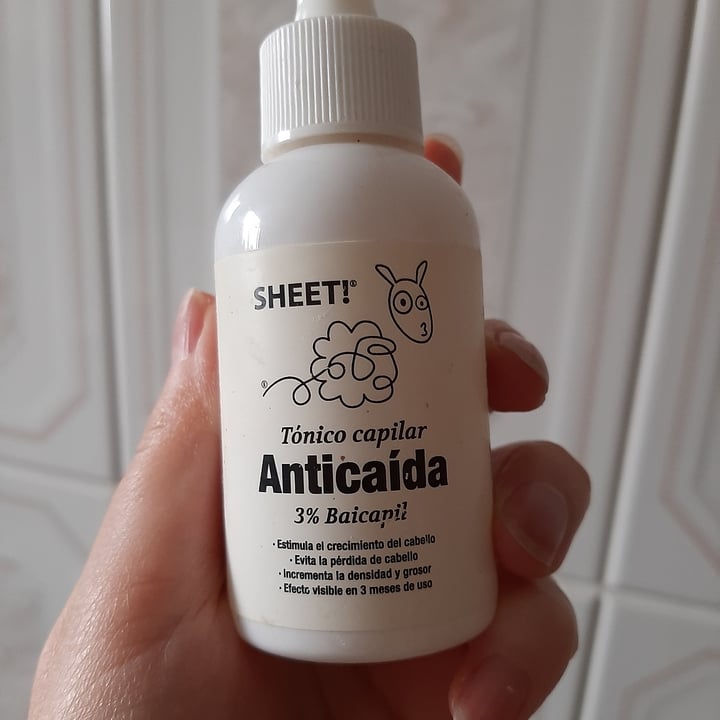 SHEET!®
Tónico capilar
Anticaída
3% Baicapil
· Estimula el crecimiento del cabello
· Evita la pérdida de cabello
· Incrementa la densidad y grosor
· Efecto visible en 3 meses de uso